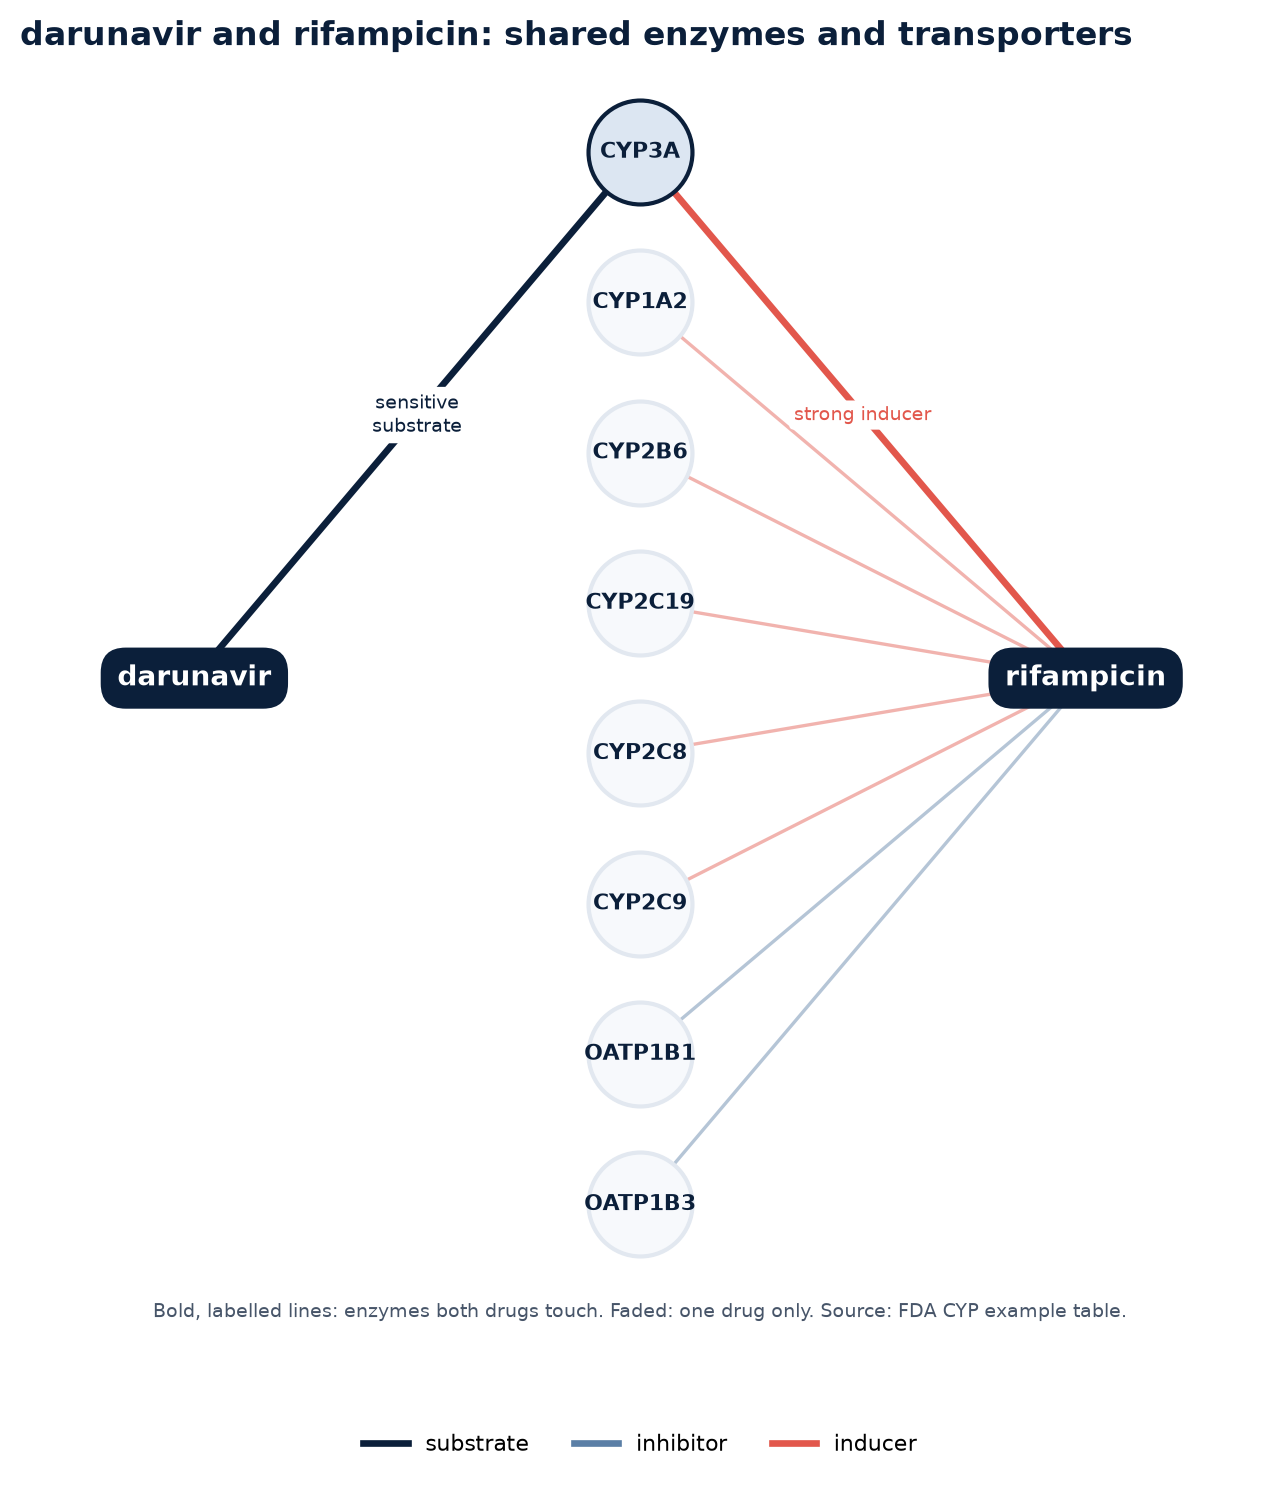 darunavir and rifampicin: shared enzymes and transporters
CYP3A
CYP1A2
sensitive
substrate
strong inducer
CYP2B6
CYP2C19
darunavir
rifampicin
CYP2C8
CYP2C9
OATP1B1
OATP1B3
Bold, labelled lines: enzymes both drugs touch. Faded: one drug only. Source: FDA CYP example table.
substrate
inhibitor
inducer